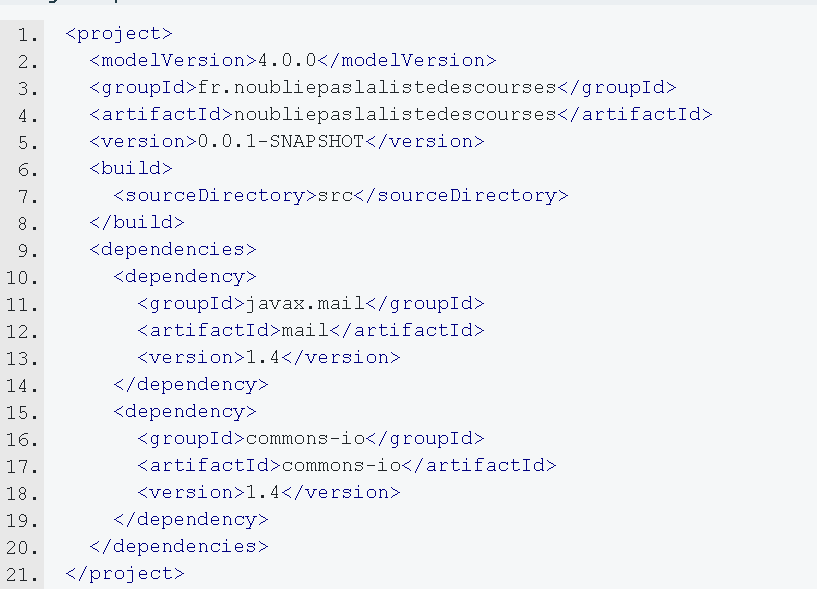 1. <project>
2. <modelVersion>4.0.0</modelVersion>
3. <groupId>fr.noubliepaslalistedescourses</groupId>
4. <artifactId>noubliepaslalistedescourses</artifactId>
5. <version>0.0.1-SNAPSHOT</version>
6. <build>
7. <sourceDirectory>src</sourceDirectory>
8. </build>
9. <dependencies>
10. <dependency>
11. <groupId>javax.mail</groupId>
12. <artifactId>mail</artifactId>
13. <version>1.4</version>
14. </dependency>
15. <dependency>
16. <groupId>commons-io</groupId>
17. <artifactId>commons-io</artifactId>
18. <version>1.4</version>
19. </dependency>
20. </dependencies>
21. </project>